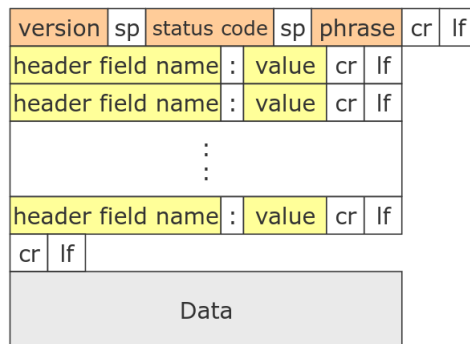 version sp status code sp phrase cr lf
header field name : value cr lf
header field name : value cr lf
:
:
header field name : value cr lf
cr lf
Data